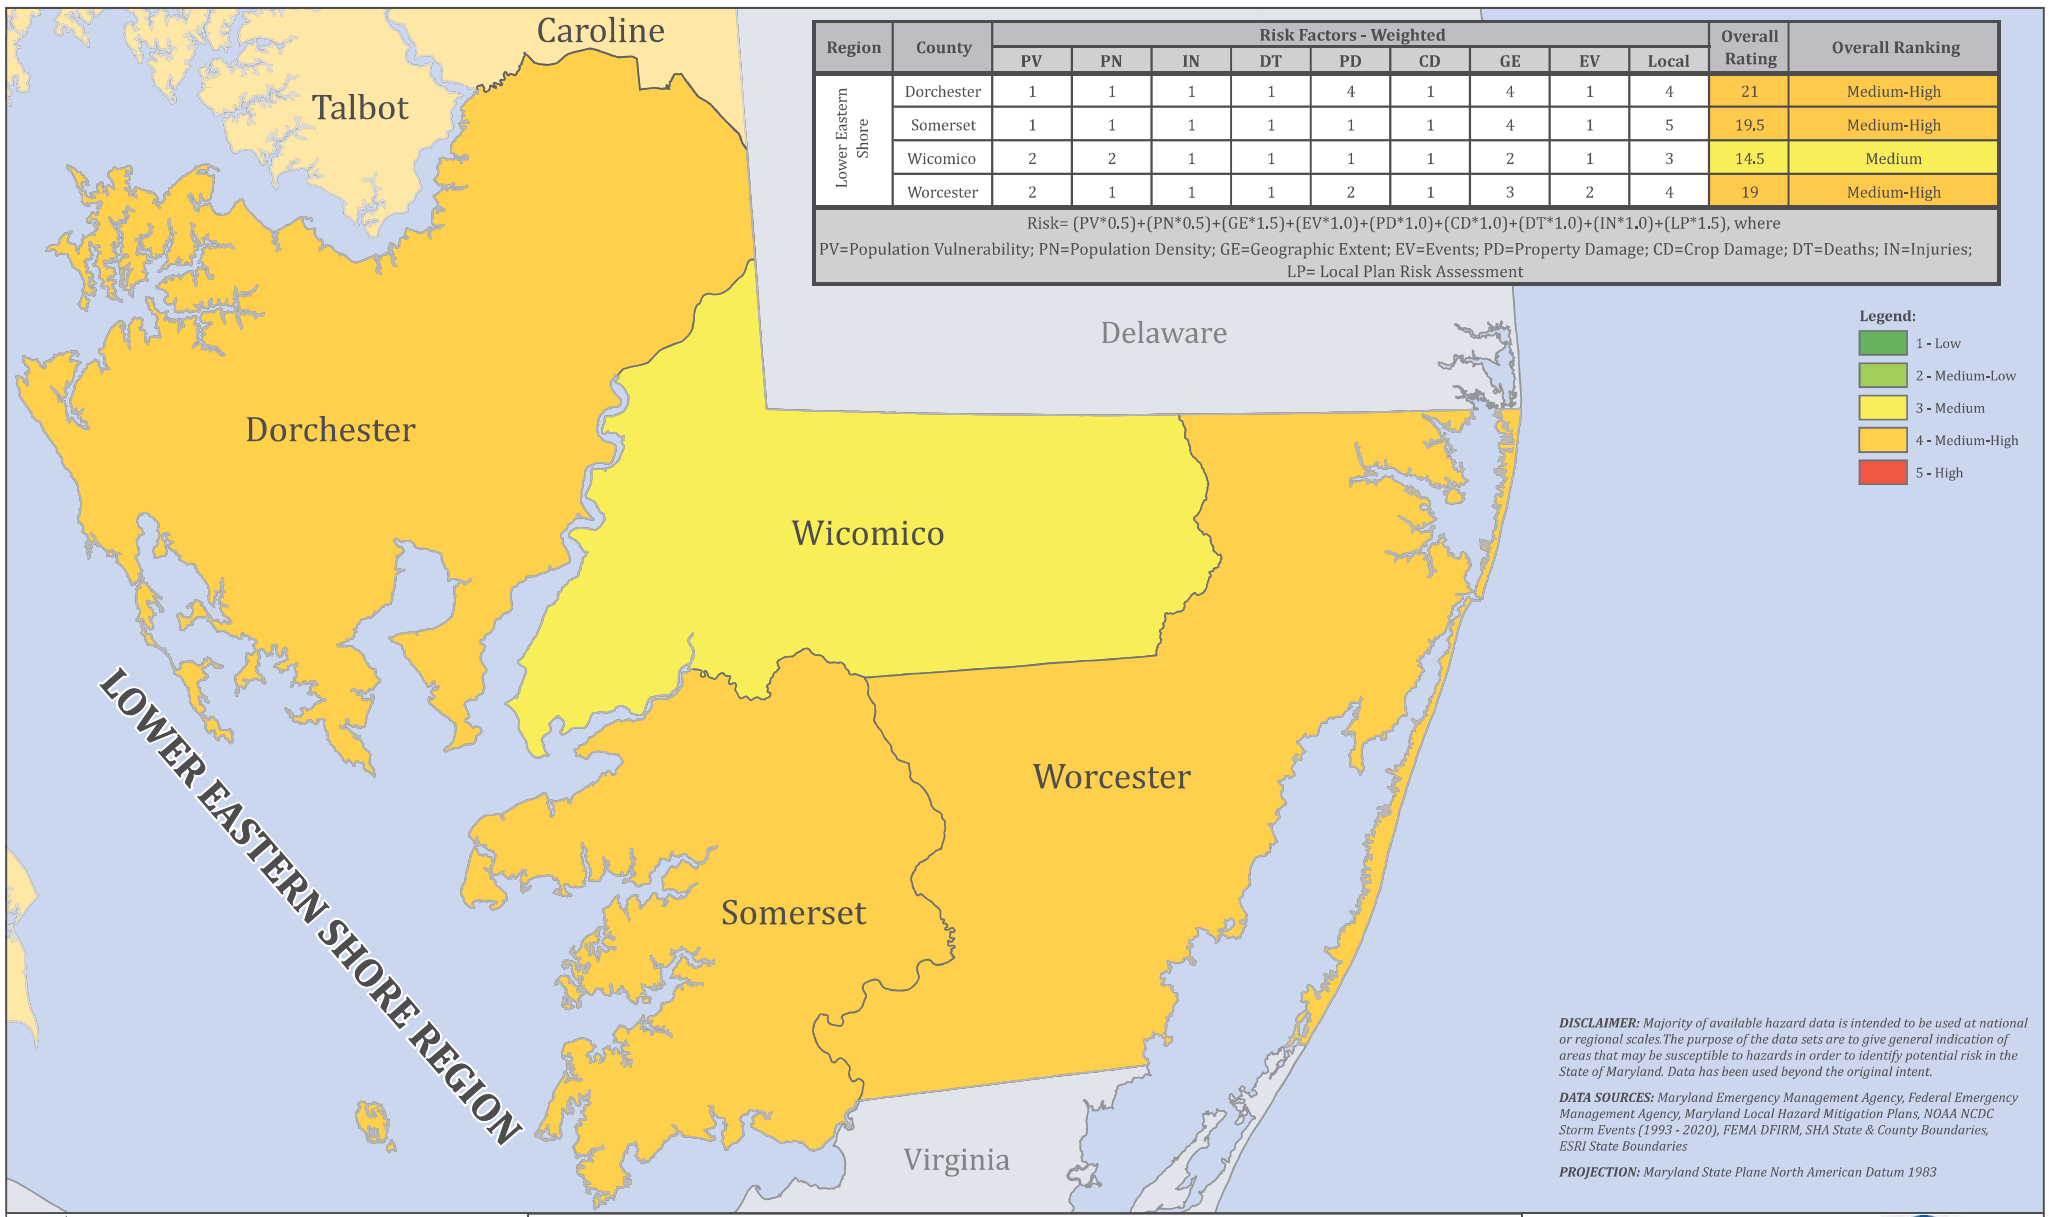 Caroline
Talbot
Region County Risk Factors - Weighted Overall Rating Overall Ranking
PV PN IN DT PD CD GE EV Local
Lower Eastern Shore
Dorchester 1 1 1 1 4 1 4 1 4 21 Medium-High
Somerset 1 1 1 1 1 1 4 1 5 19.5 Medium-High
Wicomico 2 2 1 1 1 1 2 1 3 14.5 Medium
Worcester 2 1 1 1 2 1 3 2 4 19 Medium-High
Risk= (PV*0.5)+(PN*0.5)+(GE*1.5)+(EV*1.0)+(PD*1.0)+(CD*1.0)+(DT*1.0)+(IN*1.0)+(LP*1.5), where
PV=Population Vulnerability; PN=Population Density; GE=Geographic Extent; EV=Events; PD=Property Damage; CD=Crop Damage; DT=Deaths; IN=Injuries;
LP= Local Plan Risk Assessment
Delaware
Legend:
1 - Low
2 - Medium-Low
3 - Medium
4 - Medium-High
5 - High
Dorchester
Wicomico
Worcester
Somerset
LOWER EASTERN SHORE REGION
Virginia
DISCLAIMER: Majority of available hazard data is intended to be used at national
or regional scales.The purpose of the data sets are to give general indication of
areas that may be susceptible to hazards in order to identify potential risk in the
State of Maryland. Data has been used beyond the original intent.
DATA SOURCES: Maryland Emergency Management Agency, Federal Emergency
Management Agency, Maryland Local Hazard Mitigation Plans, NOAA NCDC
Storm Events (1993 - 2020), FEMA DFIRM, SHA State & County Boundaries,
ESRI State Boundaries
PROJECTION: Maryland State Plane North American Datum 1983